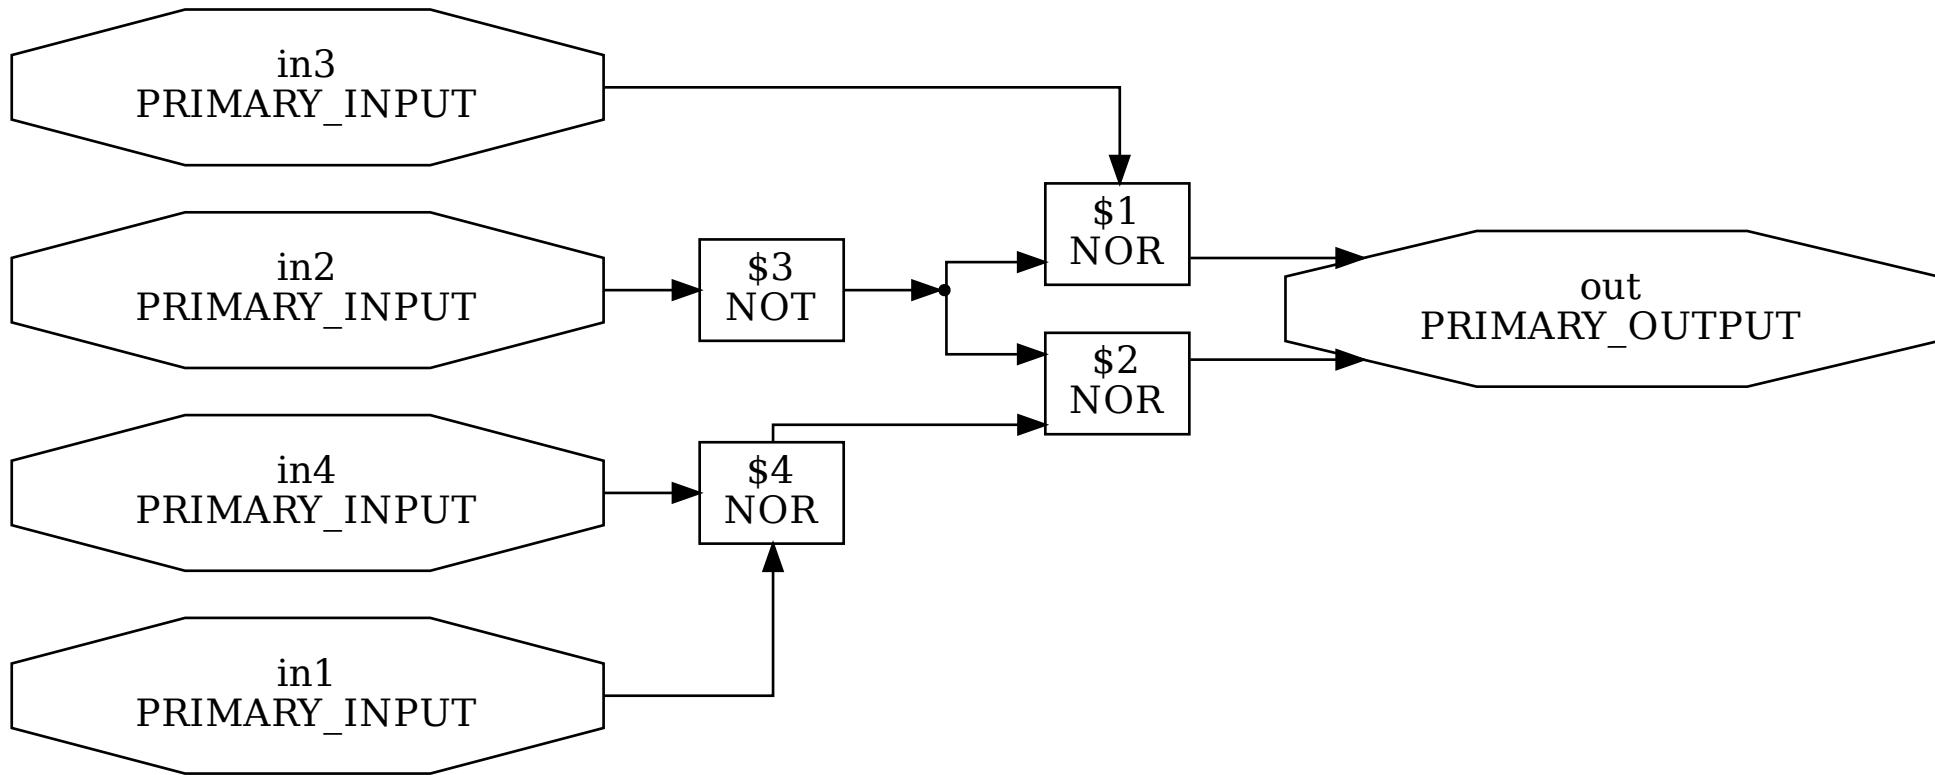 in3
PRIMARY_INPUT
in2
PRIMARY_INPUT
in4
PRIMARY_INPUT
in1
PRIMARY_INPUT
$3
NOT
$4
NOR
$1
NOR
$2
NOR
out
PRIMARY_OUTPUT